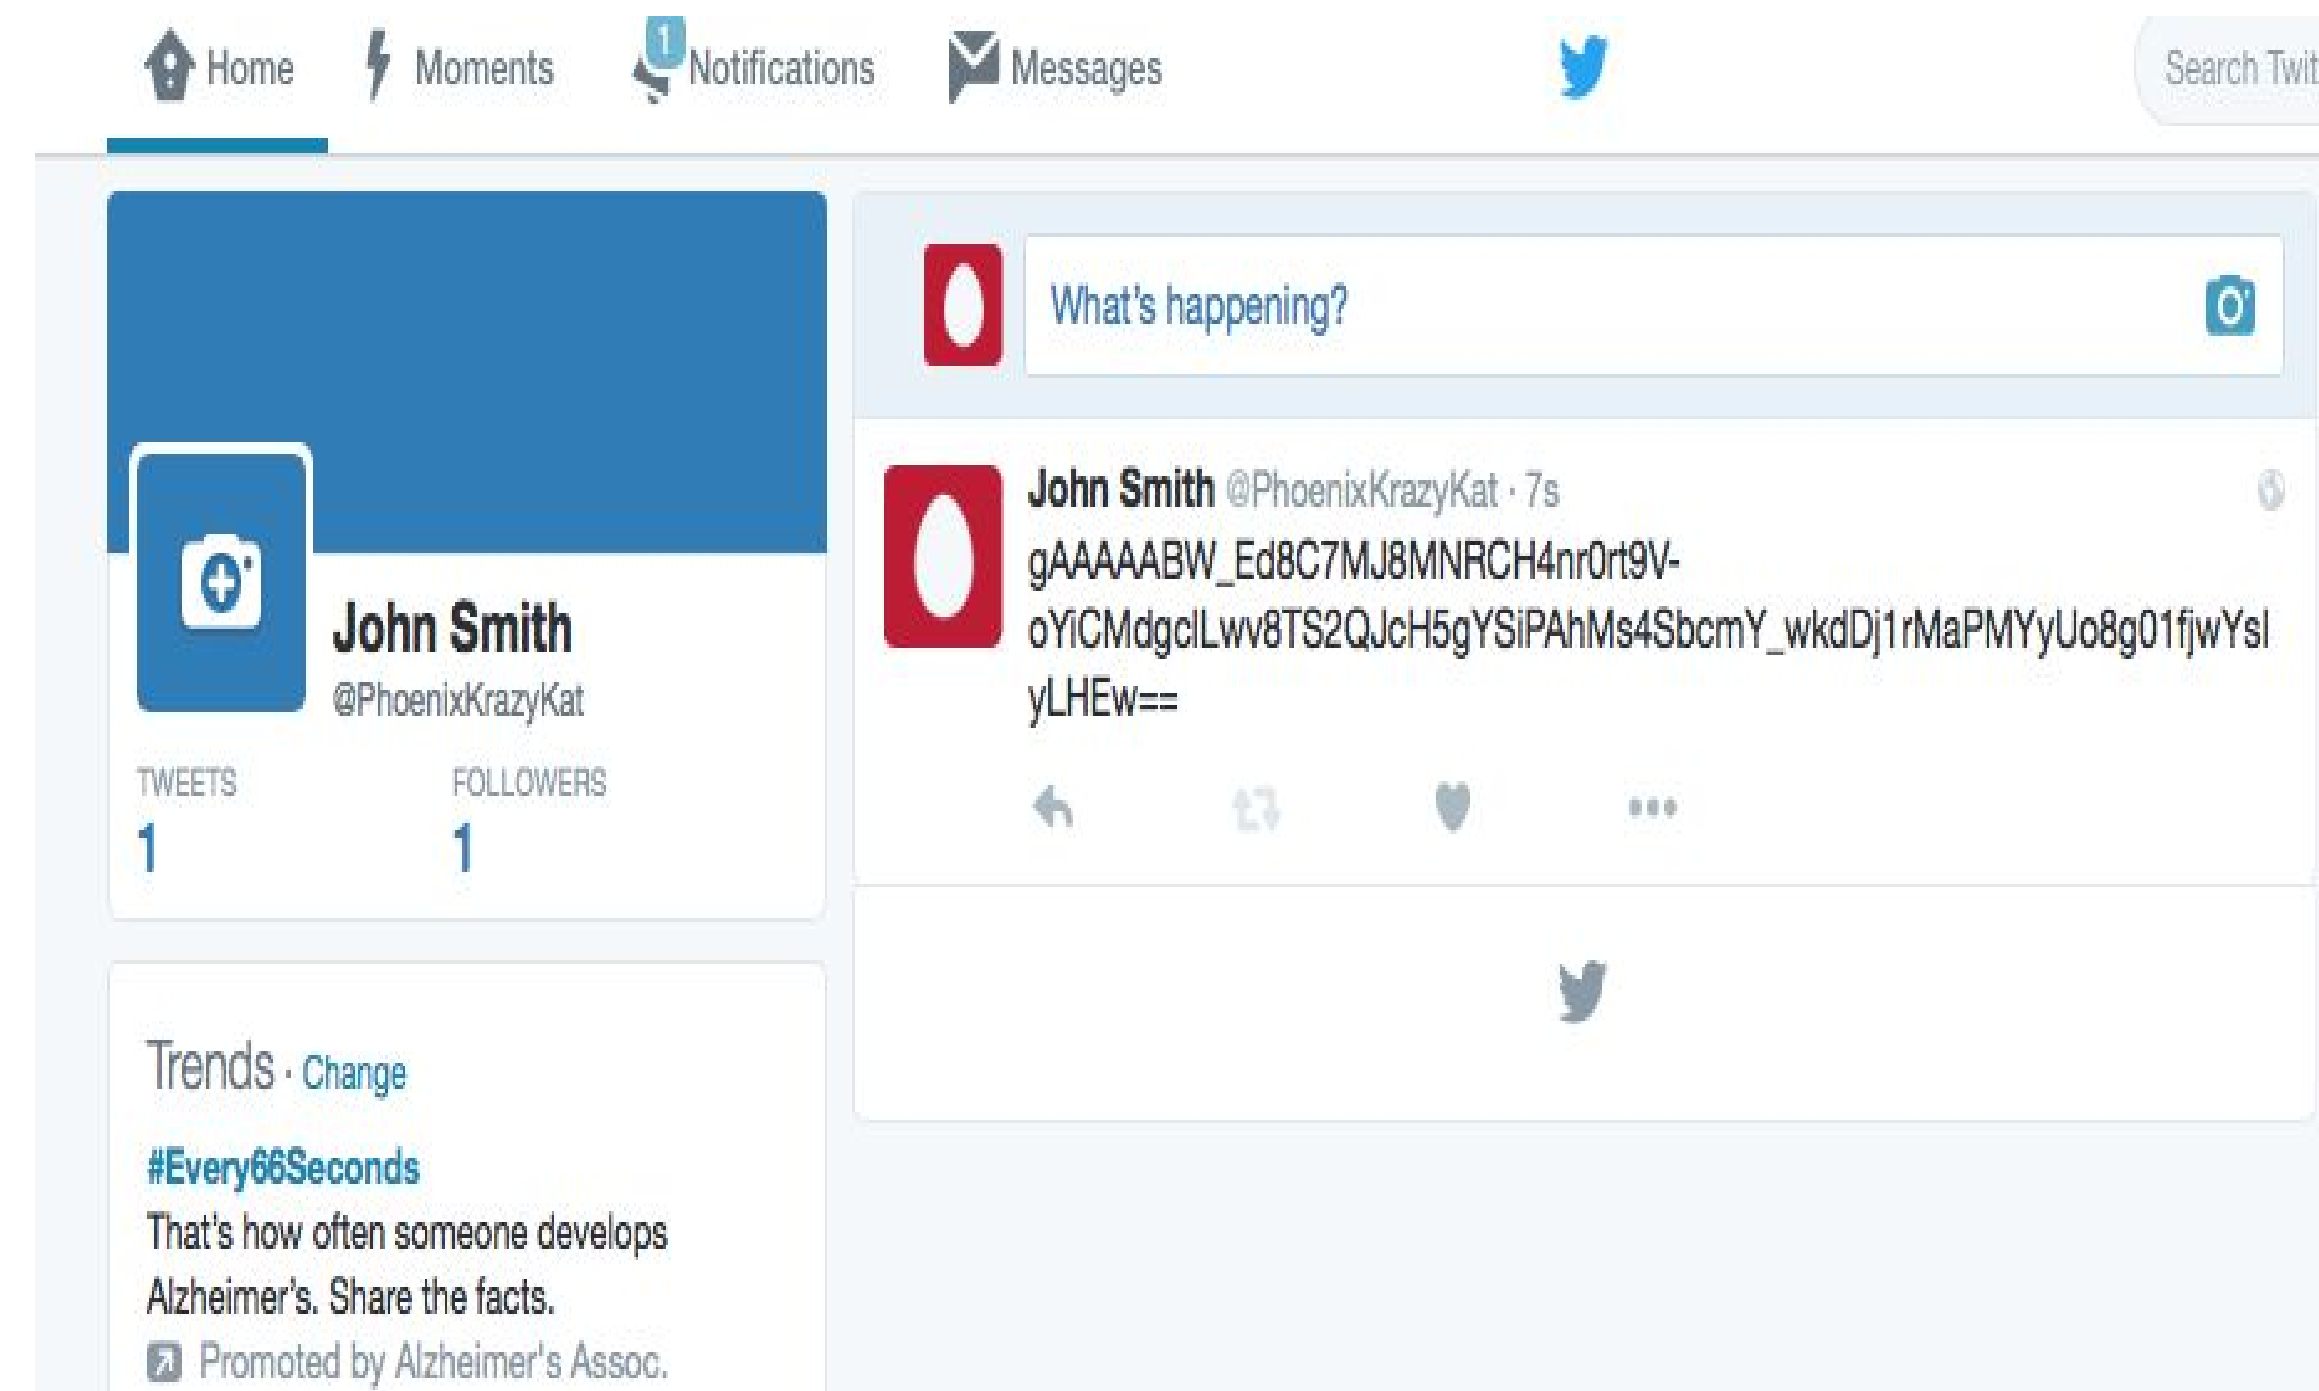 Home Moments 1 Notifications Messages Search Twit
What's happening?
John Smith @PhoenixKrazyKat · 7s
gAAAAABW_Ed8C7MJ8MNRCH4nr0rt9V-
oYiCMdgclLwv8TS2QJcH5gYSiPAhMs4SbcmY_wkdDj1rMaPMYyUo8g01fjwYsl
yLHEw==
John Smith
@PhoenixKrazyKat
TWEETS FOLLOWERS
1 1
Trends · Change
#Every66Seconds
That's how often someone develops
Alzheimer's. Share the facts.
Promoted by Alzheimer's Assoc.